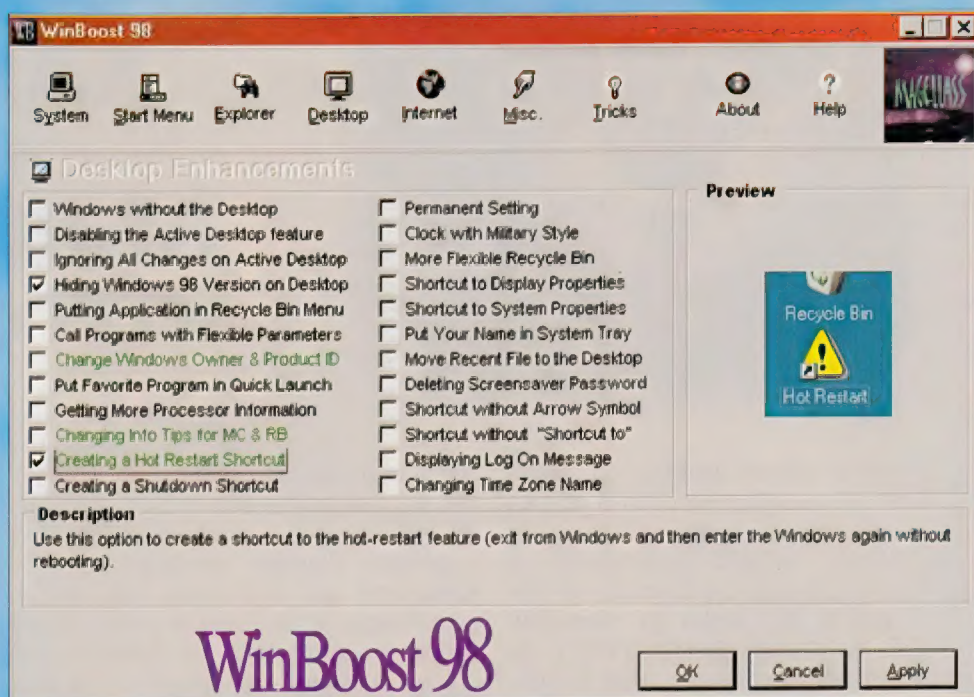 WB WinBoost 98
System Start Menu Explorer Desktop Internet Misc. Tricks About Help
MAGELLASS
Desktop Enhancements
Windows without the Desktop
Disabling the Active Desktop feature
Ignoring All Changes on Active Desktop
Hiding Windows 98 Version on Desktop
Putting Application in Recycle Bin Menu
Call Programs with Flexible Parameters
Change Windows Owner & Product ID
Put Favorite Program in Quick Launch
Getting More Processor Information
Changing Info Tips for MC & RB
Creating a Hot Restart Shortcut
Creating a Shutdown Shortcut
Permanent Setting
Clock with Military Style
More Flexible Recycle Bin
Shortcut to Display Properties
Shortcut to System Properties
Put Your Name in System Tray
Move Recent File to the Desktop
Deleting Screensaver Password
Shortcut without Arrow Symbol
Shortcut without "Shortcut to"
Displaying Log On Message
Changing Time Zone Name
Preview
Recycle Bin
Hot Restart
Description
Use this option to create a shortcut to the hot-restart feature (exit from Windows and then enter the Windows again without
rebooting).
WinBoost 98
OK Cancel Apply